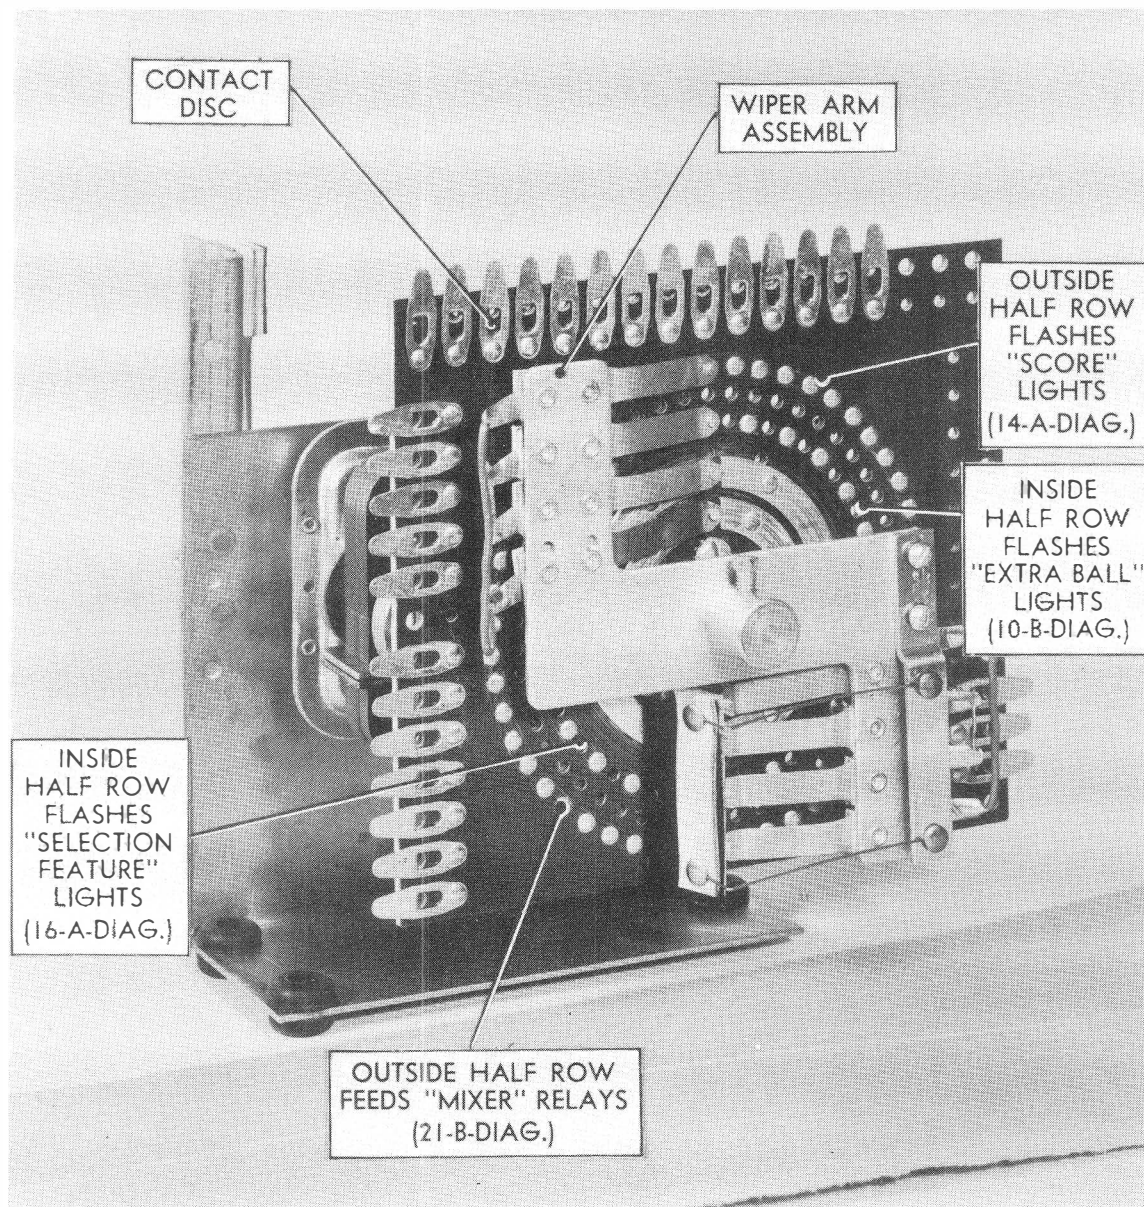 CONTACT
DISC
WIPER ARM
ASSEMBLY
OUTSIDE
HALF ROW
FLASHES
"SCORE"
LIGHTS
(14-A-DIAG.)
INSIDE
HALF ROW
FLASHES
"EXTRA BALL"
LIGHTS
(10-B-DIAG.)
INSIDE
HALF ROW
FLASHES
"SELECTION
FEATURE"
LIGHTS
(16-A-DIAG.)
OUTSIDE HALF ROW
FEEDS "MIXER" RELAYS
(21-B-DIAG.)